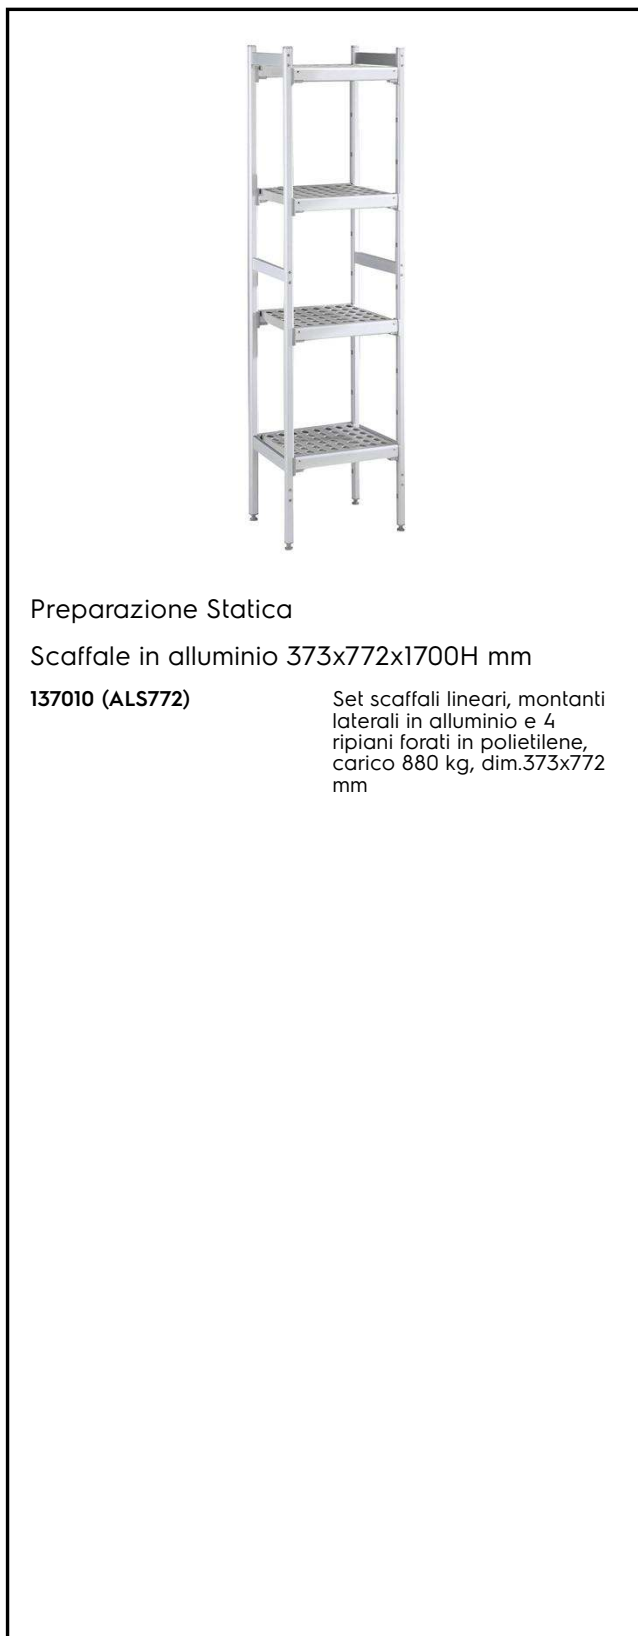 Preparazione Statica
Scaffale in alluminio 373x772x1700H mm
137010 (ALS772)
Set scaffali lineari, montanti
laterali in alluminio e 4
ripiani forati in polietilene,
carico 880 kg, dim.373x772
mm